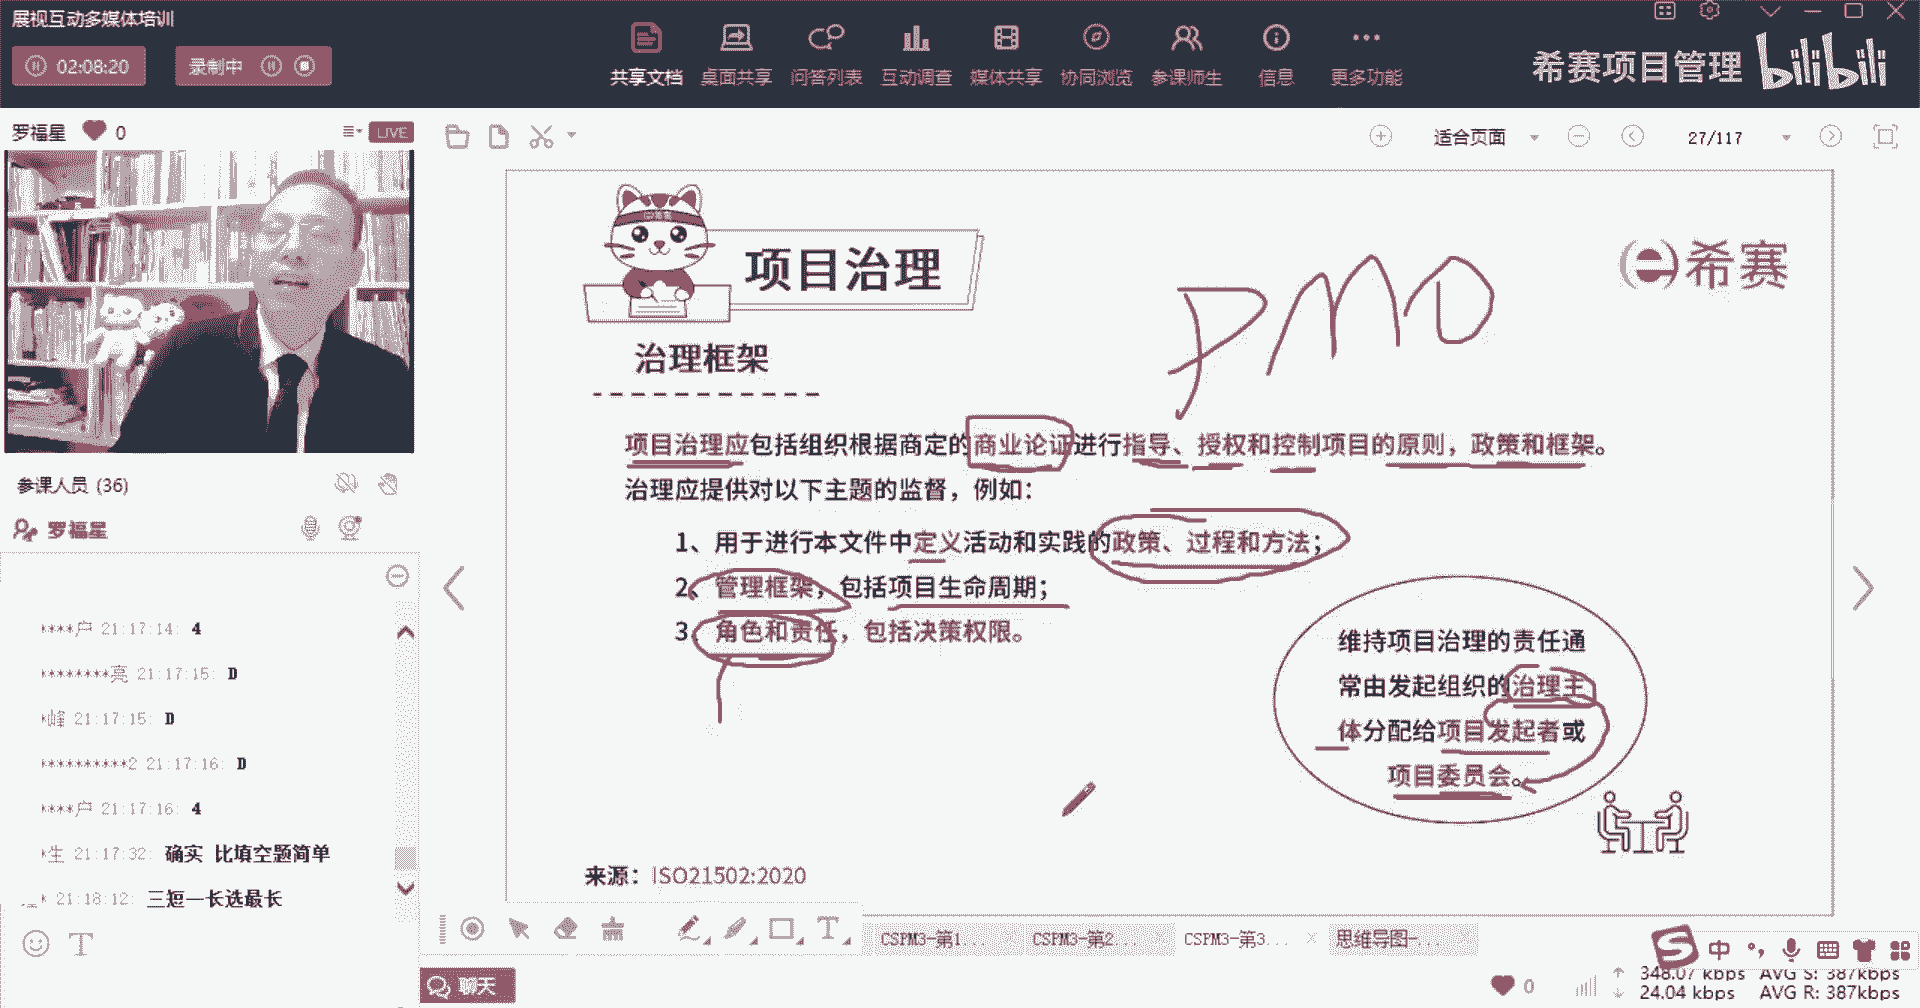 展视互动多媒体培训
02:08:20
录制中
共享文档 桌面共享 问答列表 互动调查 媒体共享 协同浏览 参课师生 信息 更多功能
希赛项目管理 bilibili
罗福星 0 LIVE
适合页面 27/117
项目治理
希赛
PMO
治理框架
项目治理应包括组织根据商定的商业论证进行指导、授权和控制项目的原则，政策和框架。
治理应提供对以下主题的监督，例如：
1、用于进行本文件中定义活动和实践的政策、过程和方法；
2、管理框架，包括项目生命周期；
3 角色和责任，包括决策权限。
维持项目治理的责任通
常由发起组织的治理主
体分配给项目发起者或
项目委员会。
来源：ISO21502:2020
参课人员 (36)
罗福星
****户 21:17:14: 4
********亮 21:17:15: D
*峰 21:17:15: D
**********2 21:17:16: D
****户 21:17:16: 4
*生 21:17:32: 确实 比填空题简单
* 21:18:12: 三短一长选最长
T
T
CSPM3-第1... CSPM3-第2... CSPM3-第3... 思维导图-...
聊天
S 中
0
348.07 kbps AVG S: 387kbps
24.04 kbps AVG R: 387kbps